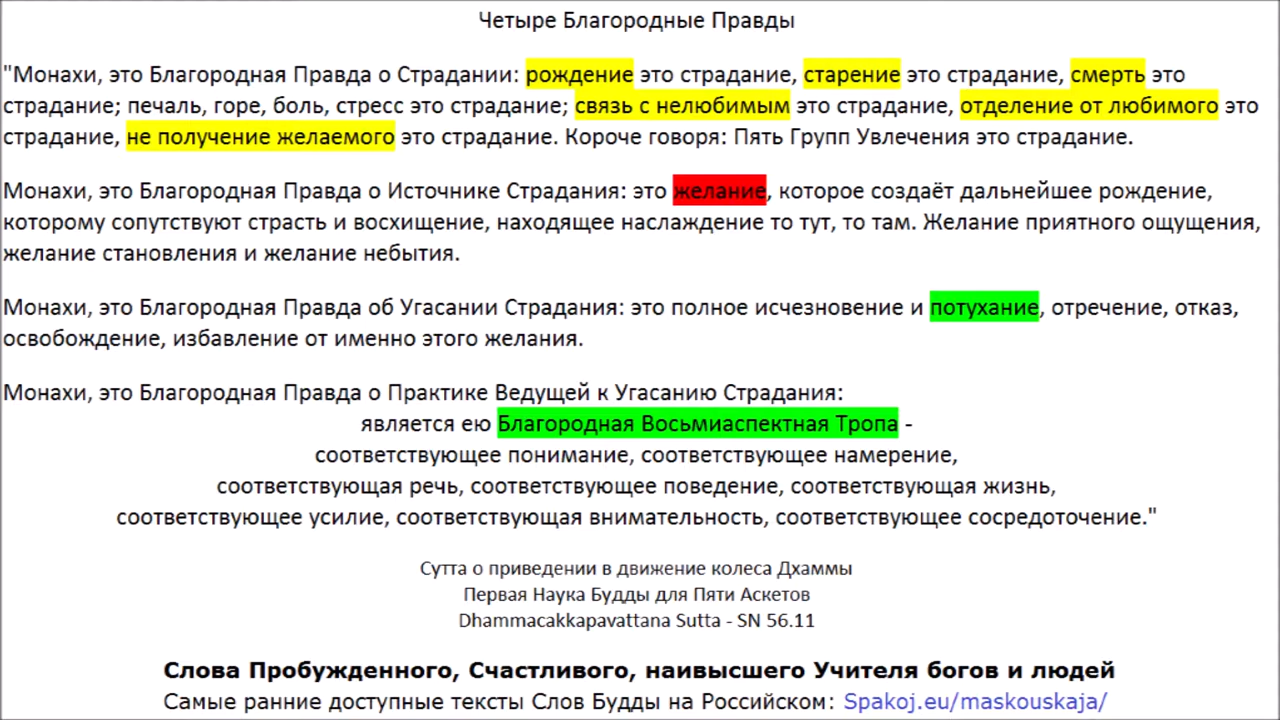 Четыре Благородные Правды
"Монахи, это Благородная Правда о Страдании: рождение это страдание, старение это страдание, смерть это
страдание; печаль, горе, боль, стресс это страдание; связь с нелюбимым это страдание, отделение от любимого это
страдание, не получение желаемого это страдание. Короче говоря: Пять Групп Увлечения это страдание.
Монахи, это Благородная Правда о Источнике Страдания: это желание, которое создаёт дальнейшее рождение,
которому сопутствуют страсть и восхищение, находящее наслаждение то тут, то там. Желание приятного ощущения,
желание становления и желание небытия.
Монахи, это Благородная Правда об Угасании Страдания: это полное исчезновение и потухание, отречение, отказ,
освобождение, избавление от именно этого желания.
Монахи, это Благородная Правда о Практике Ведущей к Угасанию Страдания:
является ею Благородная Восьмиаспектная Тропа -
соответствующее понимание, соответствующее намерение,
соответствующая речь, соответствующее поведение, соответствующая жизнь,
соответствующее усилие, соответствующая внимательность, соответствующее сосредоточение."
Сутта о приведении в движение колеса Дхаммы
Первая Наука Будды для Пяти Аскетов
Dhammacakkapavattana Sutta - SN 56.11
Слова Пробужденного, Счастливого, наивысшего Учителя богов и людей
Самые ранние доступные тексты Слов Будды на Российском: Spakoj.eu/maskouskaja/